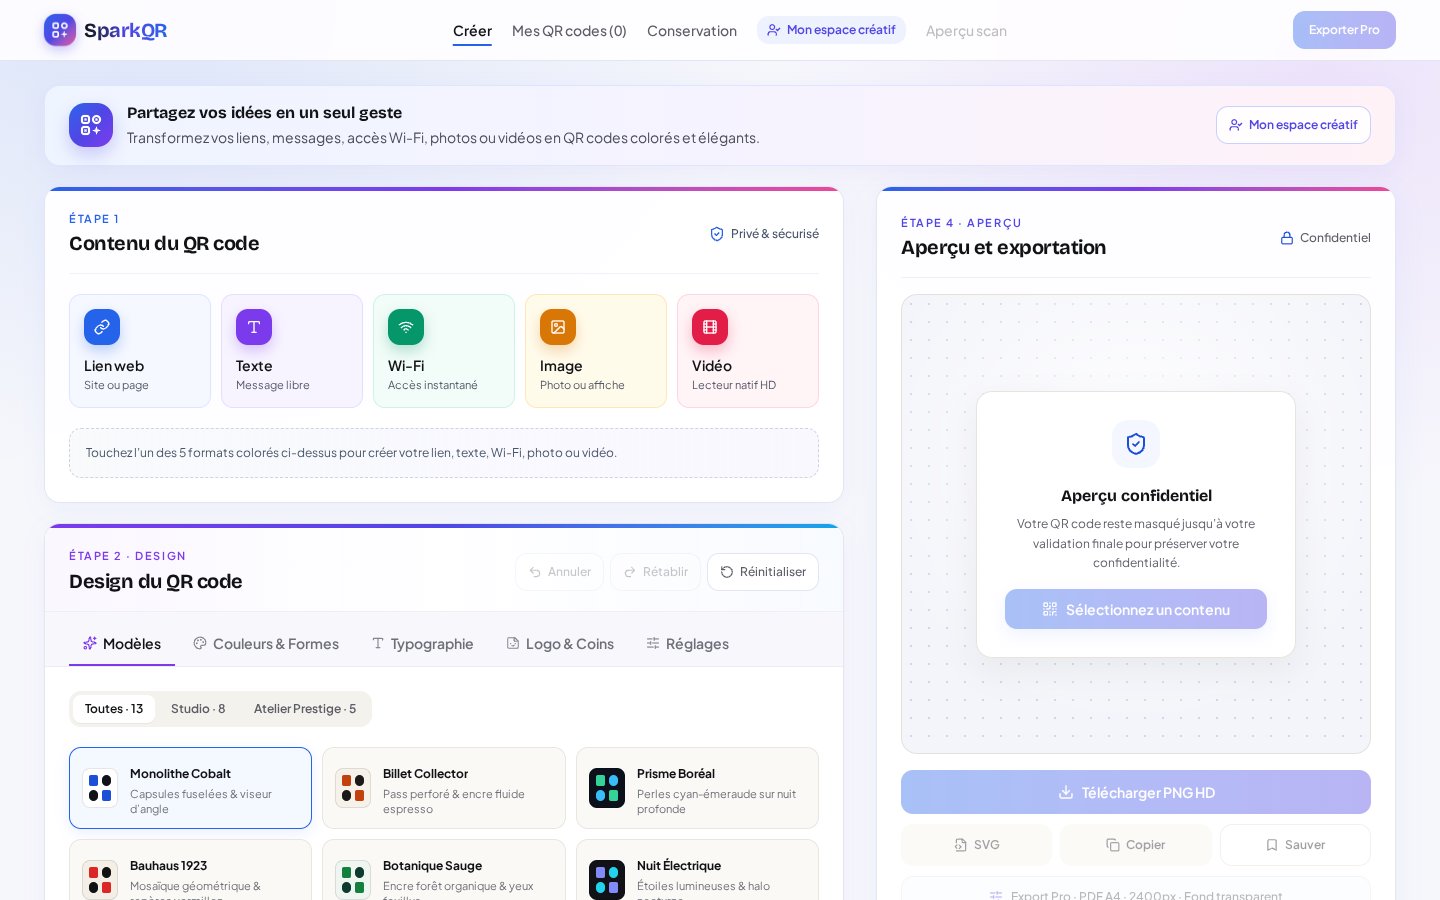 SparkQR
Créer
Mes QR codes (0)
Conservation
Mon espace créatif
Aperçu scan
Exporter Pro
Partagez vos idées en un seul geste
Transformez vos liens, messages, accès Wi-Fi, photos ou vidéos en QR codes colorés et élégants.
Mon espace créatif
ÉTAPE 1
Contenu du QR code
Privé & sécurisé
Lien web
Site ou page
Texte
Message libre
Wi-Fi
Accès instantané
Image
Photo ou affiche
Vidéo
Lecteur natif HD
Touchez l'un des 5 formats colorés ci-dessus pour créer votre lien, texte, Wi-Fi, photo ou vidéo.
ÉTAPE 2 · DESIGN
Design du QR code
Annuler
Rétablir
Réinitialiser
Modèles
Couleurs & Formes
Typographie
Logo & Coins
Réglages
Toutes · 13
Studio · 8
Atelier Prestige · 5
Monolithe Cobalt
Capsules fuselées & viseur
d'angle
Billet Collector
Pass perforé & encre fluide
espresso
Prisme Boréal
Perles cyan-émeraude sur nuit
profonde
Bauhaus 1923
Mosaïque géométrique &
Botanique Sauge
Encre forêt organique & yeux
Nuit Électrique
Étoiles lumineuses & halo
ÉTAPE 4 · APERÇU
Aperçu et exportation
Confidentiel
Aperçu confidentiel
Votre QR code reste masqué jusqu'à votre
validation finale pour préserver votre
confidentialité.
Sélectionnez un contenu
Télécharger PNG HD
SVG
Copier
Sauver
Export Pro · PDF A4 · 2400px · Fond transparent